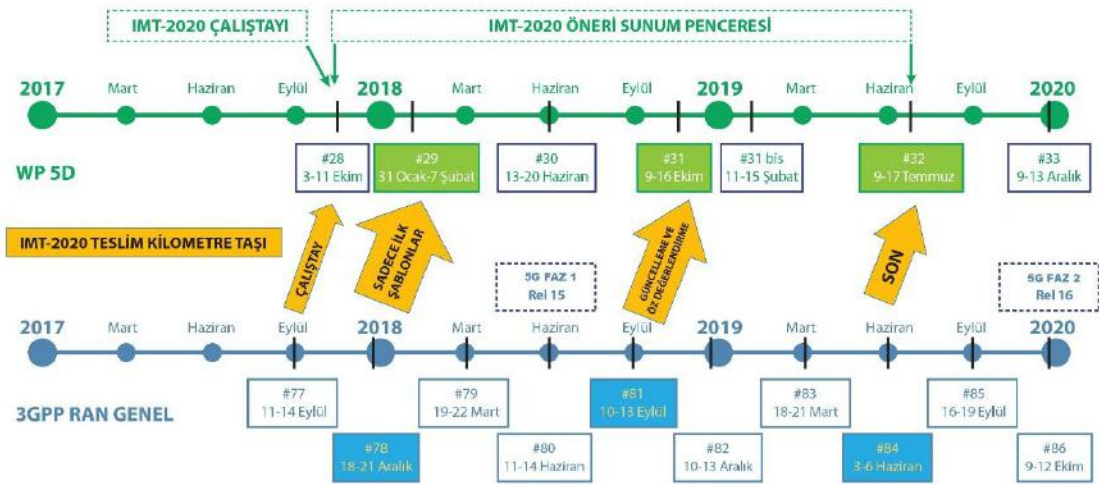 IMT-2020 ÇALIŞTAYI
IMT-2020 ÖNERİ SUNUM PENCERESİ
2017
Mart
Haziran
Eylül
2018
Mart
Haziran
Eylül
2019
Mart
Haziran
2020
WP 5D
#28
3-11 Ekim
#29
31 Ocak-7 Şubat
#30
13-20 Haziran
#31
9-16 Ekim
#31 bis
11-15 Şubat
#32
9-17 Temmuz
#33
9-13 Aralık
IMT-2020 TESLİM KİLOMETRE TAŞI
ÇALIŞTAY
SADECE İLK
ŞABLONLAR
5G FAZ 1
Rel 15
GÜNCELLEME VE
ÖZ DEĞERLENDİRME
SON
5G FAZ 2
Rel 16
2017
Mart
Haziran
Eylül
2018
Mart
Haziran
Eylül
2019
Mart
Haziran
Eylül
2020
3GPP RAN GENEL
#77
11-14 Eylül
#79
19-22 Mart
#81
10-13 Eylül
#83
18-21 Mart
#85
16-19 Eylül
#78
18-21 Aralık
#80
11-14 Haziran
#82
10-13 Aralık
#84
3-6 Haziran
#86
9-12 Ekim